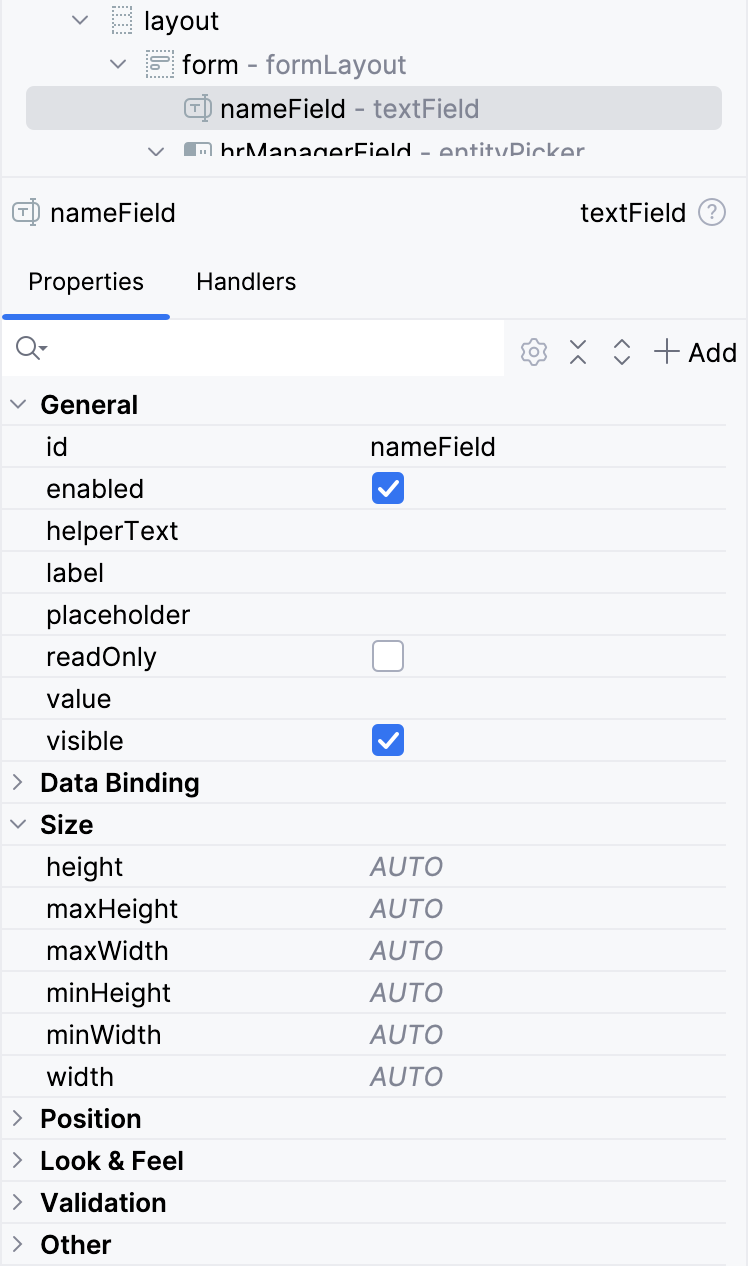 layout
form - formLayout
nameField - textField
hrManagerField - entityPicker
nameField textField ?
Properties Handlers
Add
General
id nameField
enabled
helperText
label
placeholder
readOnly
value
visible
Data Binding
Size
height AUTO
maxHeight AUTO
maxWidth AUTO
minHeight AUTO
minWidth AUTO
width AUTO
Position
Look & Feel
Validation
Other